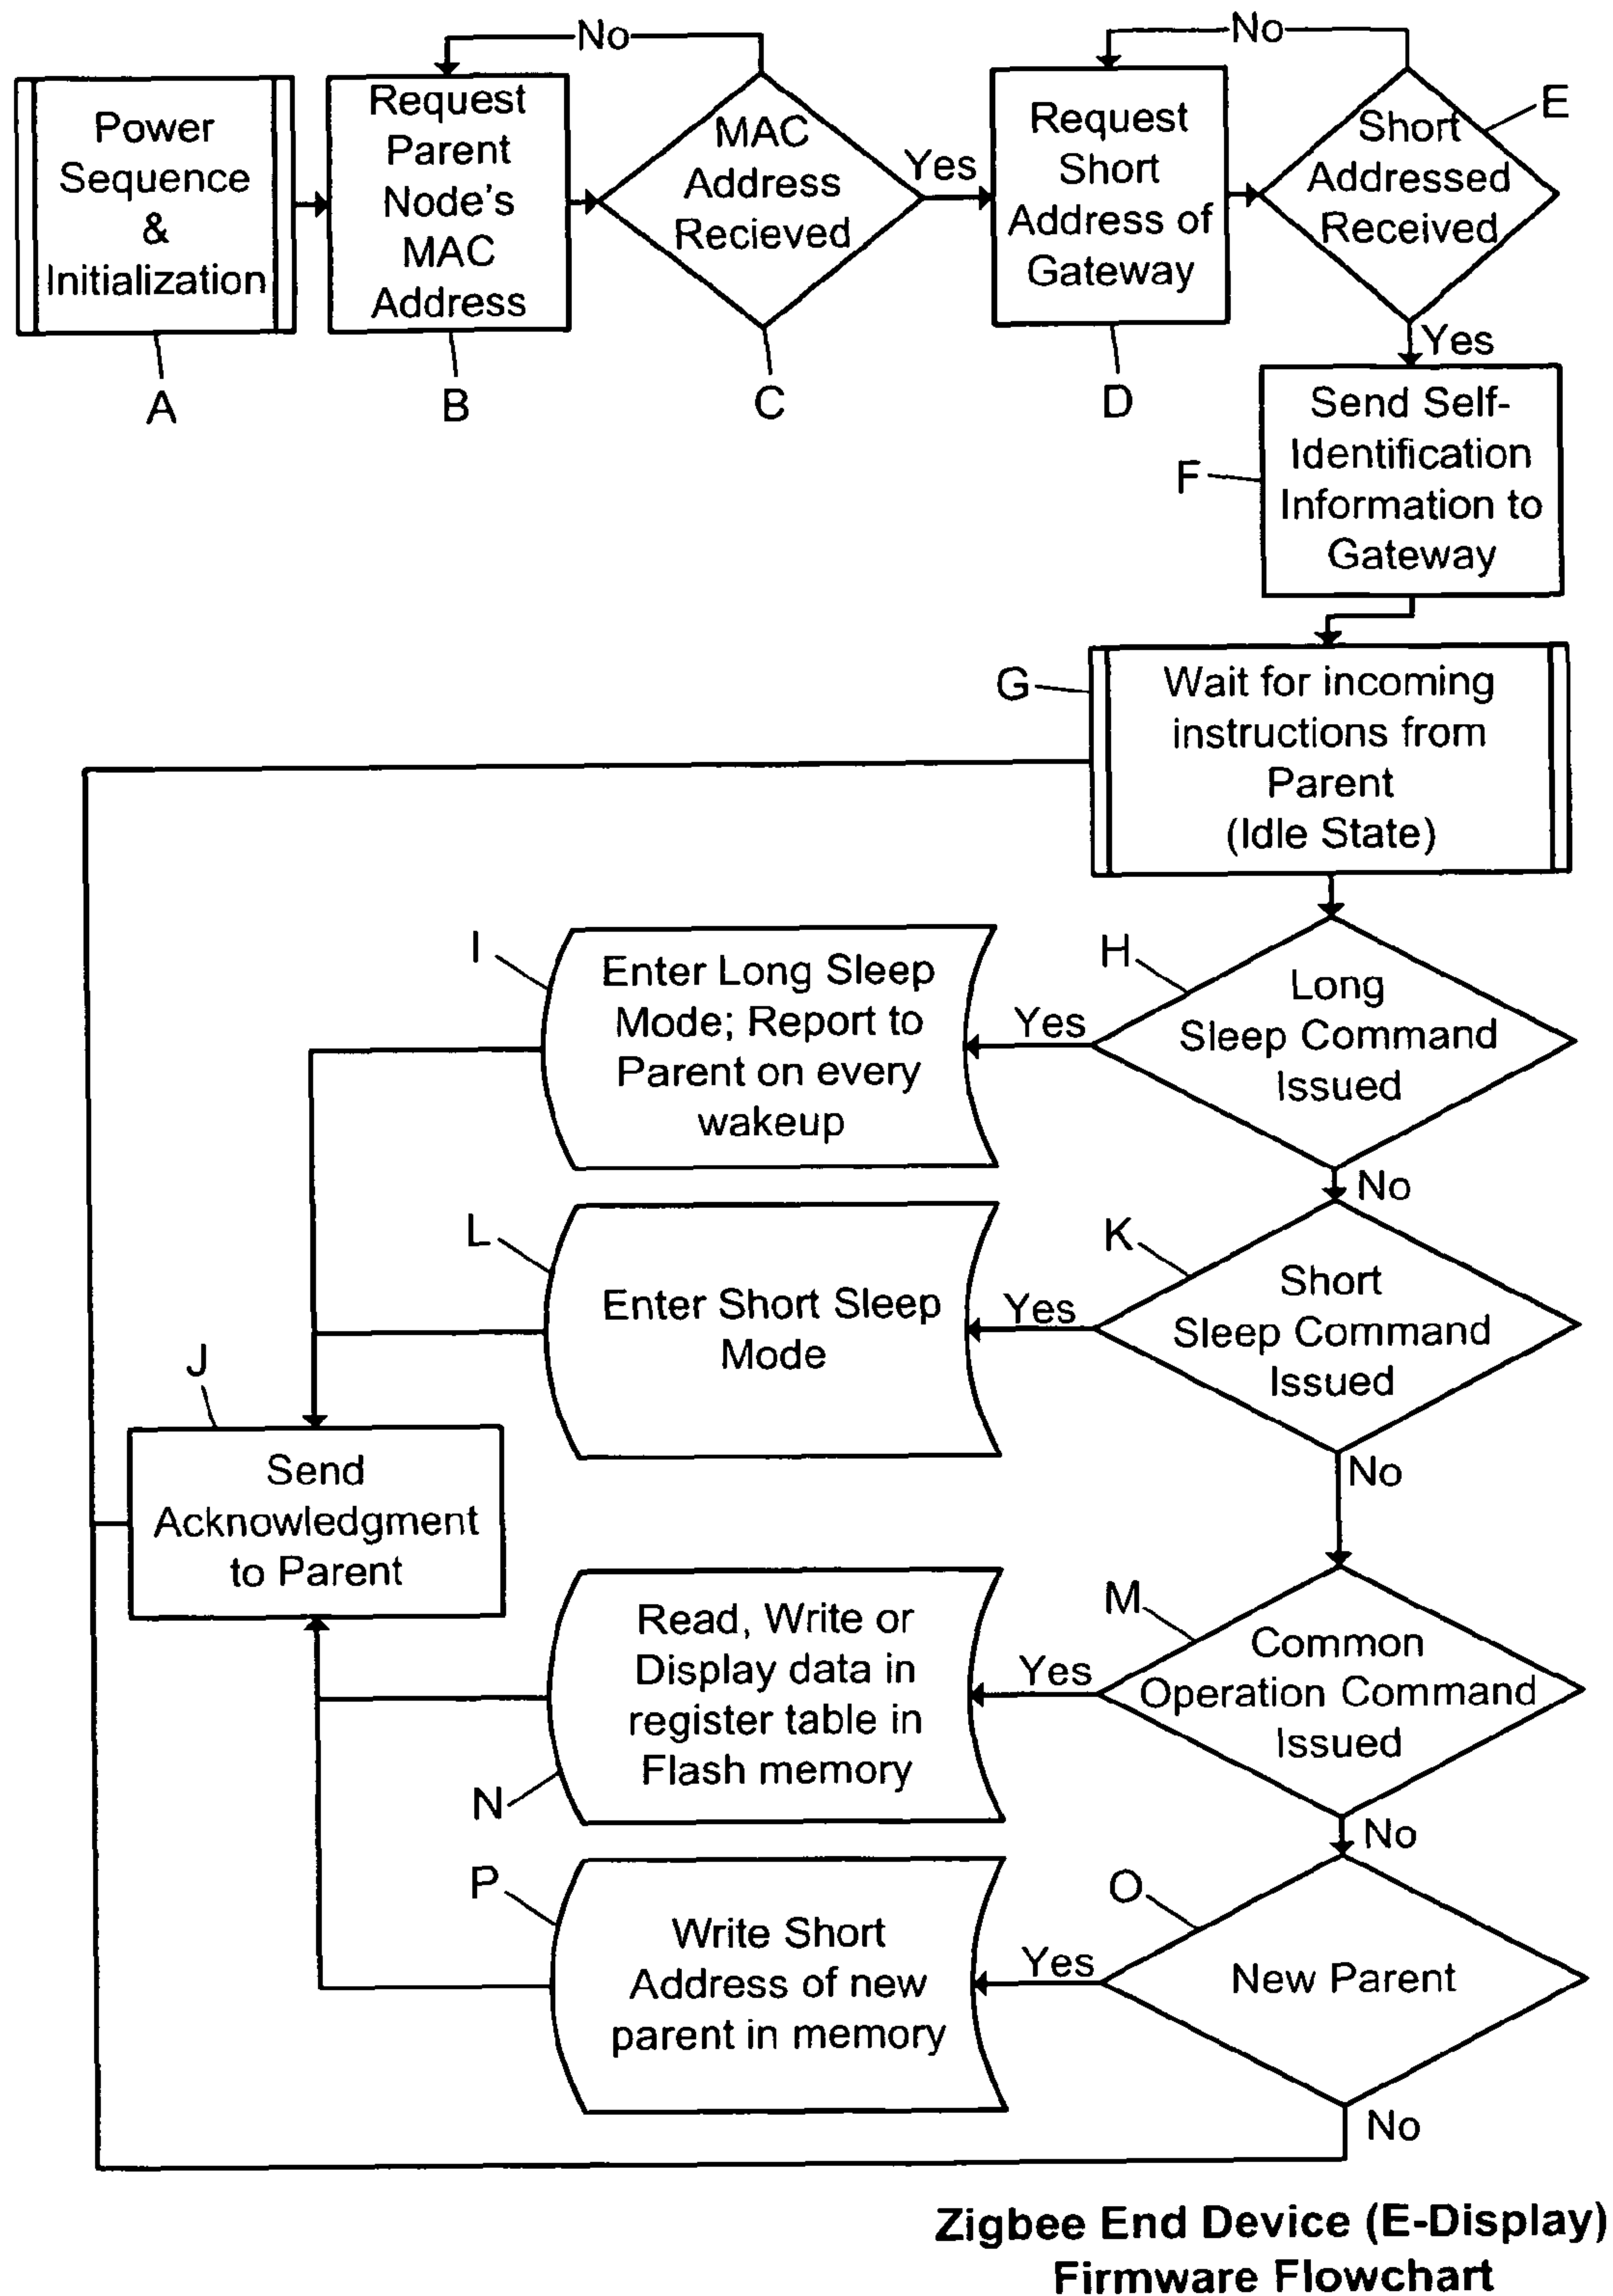 No
No
Power
Sequence
&
Initialization
Request
Parent
Node's
MAC
Address
MAC
Address
Recieved
Yes
Request
Short
Address of
Gateway
Short
Addressed
Received
E
A
B
C
D
Yes
Send Self-
Identification
Information to
Gateway
F
G
Wait for incoming
instructions from
Parent
(Idle State)
I
Enter Long Sleep
Mode; Report to
Parent on every
wakeup
Yes
H
Long
Sleep Command
Issued
No
L
Enter Short Sleep
Mode
Yes
K
Short
Sleep Command
Issued
No
J
Send
Acknowledgment
to Parent
Read, Write or
Display data in
register table in
Flash memory
N
Yes
M
Common
Operation Command
Issued
No
P
Write Short
Address of new
parent in memory
Yes
O
New Parent
No
Zigbee End Device (E-Display)
Firmware Flowchart